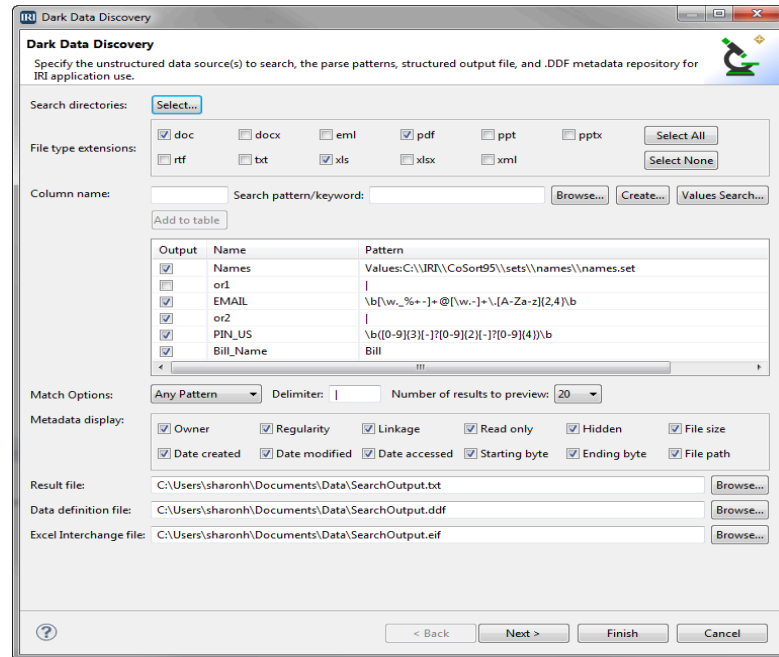 IRI Dark Data Discovery
Dark Data Discovery
Specify the unstructured data source(s) to search, the parse patterns, structured output file, and .DDF metadata repository for
IRI application use.
Search directories: Select...
File type extensions:
doc docx eml pdf ppt pptx Select All
rtf txt xls xlsx xml Select None
Column name: Search pattern/keyword: Browse... Create... Values Search...
Add to table
Output Name Pattern
Names Values:C:\\IRI\\CoSort95\\sets\\names\\names.set
or1 |
EMAIL \b[\w._%+-]+@[\w.-]+\.[A-Za-z]{2,4}\b
or2 |
PIN_US \b([0-9]{3}[-]?[0-9]{2}[-]?[0-9]{4})\b
Bill_Name Bill
Match Options: Any Pattern Delimiter: | Number of results to preview: 20
Metadata display:
Owner Regularity Linkage Read only Hidden File size
Date created Date modified Date accessed Starting byte Ending byte File path
Result file: C:\Users\sharonh\Documents\Data\SearchOutput.txt Browse...
Data definition file: C:\Users\sharonh\Documents\Data\SearchOutput.ddf Browse...
Excel Interchange file: C:\Users\sharonh\Documents\Data\SearchOutput.eif Browse...
? < Back Next > Finish Cancel